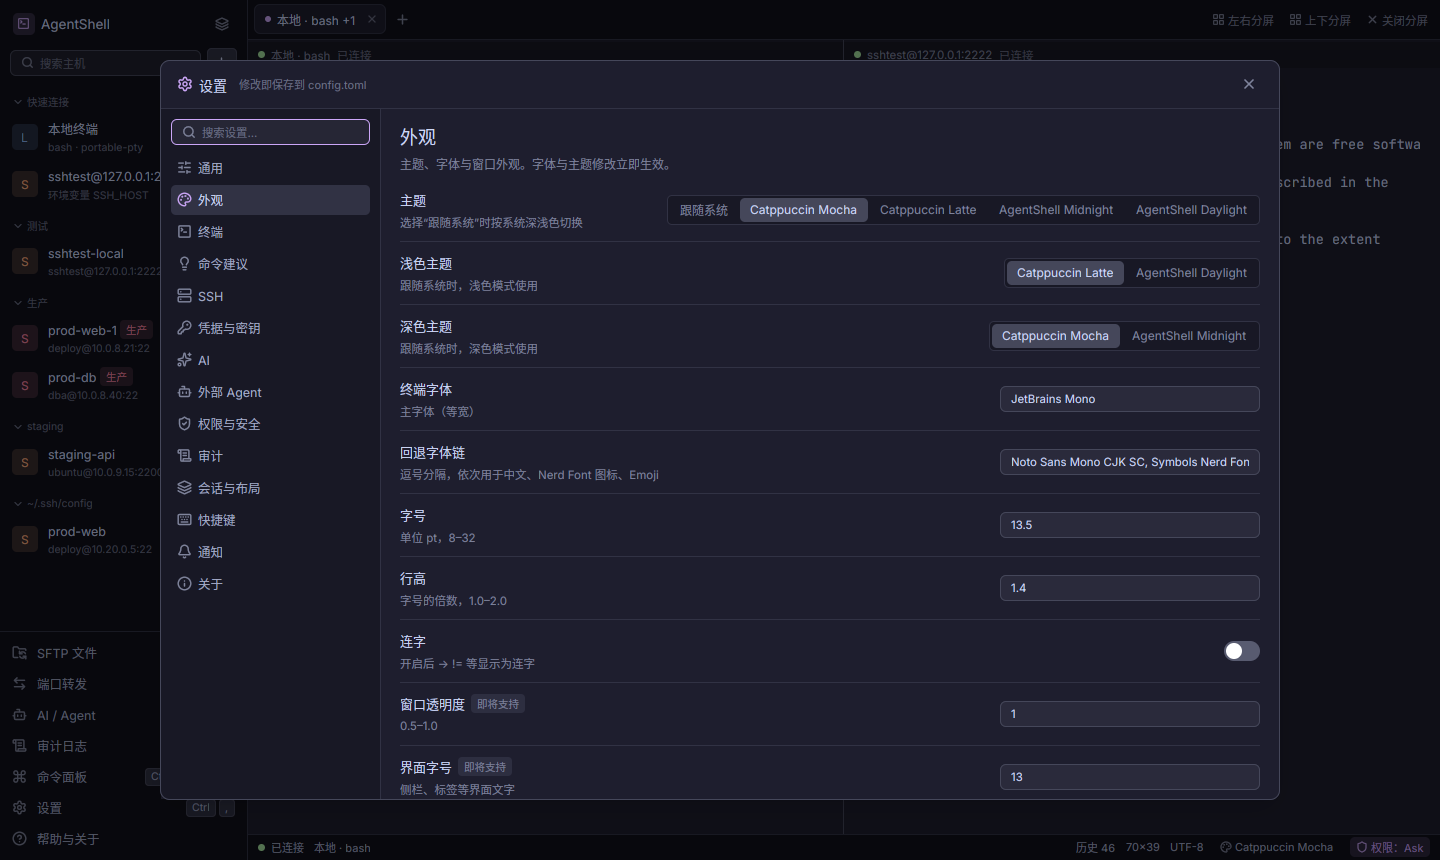 AgentShell
本地 · bash +1
左右分屏
上下分屏
关闭分屏
搜索主机
本地 · bash 已连接
sshtest@127.0.0.1:2222 已连接
快速连接
L
本地终端
bash · portable-pty
S
sshtest@127.0.0.1:2
环境变量 SSH_HOST
测试
S
sshtest-local
sshtest@127.0.0.1:2222
生产
S
prod-web-1 生产
deploy@10.0.8.21:22
S
prod-db 生产
dba@10.0.8.40:22
staging
S
staging-api
ubuntu@10.0.9.15:2200
~/.ssh/config
S
prod-web
deploy@10.20.0.5:22
SFTP 文件
端口转发
AI / Agent
审计日志
命令面板
设置 Ctrl ,
帮助与关于
设置 修改即保存到 config.toml
搜索设置...
通用
外观
终端
命令建议
SSH
凭据与密钥
AI
外部 Agent
权限与安全
审计
会话与布局
快捷键
通知
关于
外观
主题、字体与窗口外观。字体与主题修改立即生效。
主题
选择“跟随系统”时按系统深浅色切换
跟随系统 Catppuccin Mocha Catppuccin Latte AgentShell Midnight AgentShell Daylight
浅色主题
跟随系统时，浅色模式使用
Catppuccin Latte AgentShell Daylight
深色主题
跟随系统时，深色模式使用
Catppuccin Mocha AgentShell Midnight
终端字体
主字体（等宽）
JetBrains Mono
回退字体链
逗号分隔，依次用于中文、Nerd Font 图标、Emoji
Noto Sans Mono CJK SC, Symbols Nerd Fon
字号
单位 pt，8–32
13.5
行高
字号的倍数，1.0–2.0
1.4
连字
开启后 -> != 等显示为连字
窗口透明度 即将支持
0.5–1.0
1
界面字号 即将支持
侧栏、标签等界面文字
13
em are free softwa
scribed in the
to the extent
已连接 本地 · bash
历史 46 70×39 UTF-8 Catppuccin Mocha 权限：Ask